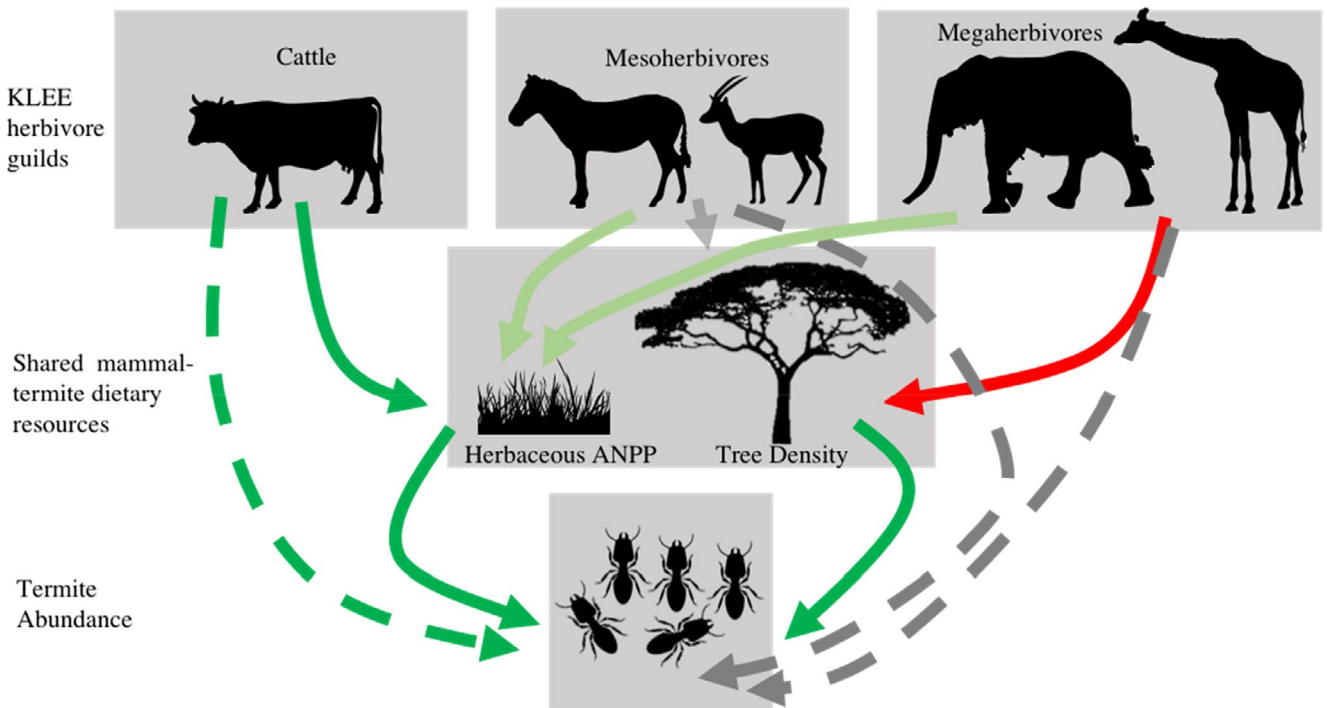 Cattle
Mesoherbivores
Megaherbivores
KLEE
herbivore
guilds
Shared mammal-
termite dietary
resources
Herbaceous ANPP
Tree Density
Termite
Abundance